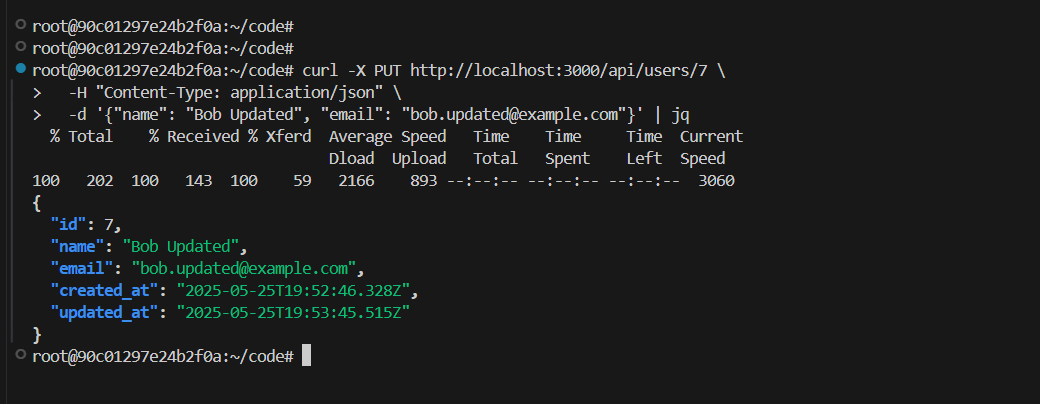 root@90c01297e24b2f0a:~/code#
root@90c01297e24b2f0a:~/code#
root@90c01297e24b2f0a:~/code# curl -X PUT http://localhost:3000/api/users/7 \
>   -H "Content-Type: application/json" \
>   -d '{"name": "Bob Updated", "email": "bob.updated@example.com"}' | jq
  % Total    % Received % Xferd  Average Speed   Time    Time     Time  Current
                                 Dload  Upload   Total   Spent    Left  Speed
100   202  100   143  100    59   2166    893 --:--:-- --:--:-- --:--:--  3060
{
  "id": 7,
  "name": "Bob Updated",
  "email": "bob.updated@example.com",
  "created_at": "2025-05-25T19:52:46.328Z",
  "updated_at": "2025-05-25T19:53:45.515Z"
}
root@90c01297e24b2f0a:~/code#